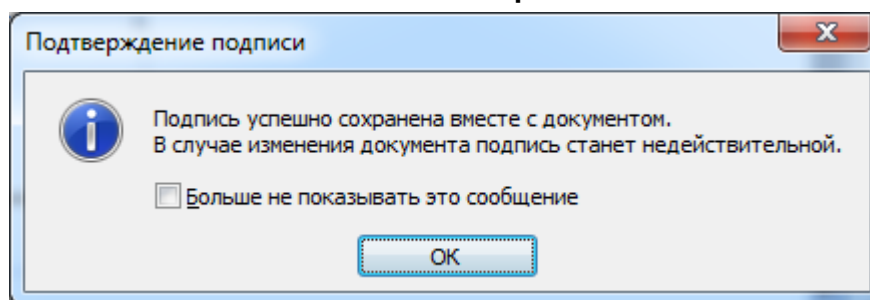 Подтверждение подписи
Подпись успешно сохранена вместе с документом.
В случае изменения документа подпись станет недействительной.
Больше не показывать это сообщение
ОК